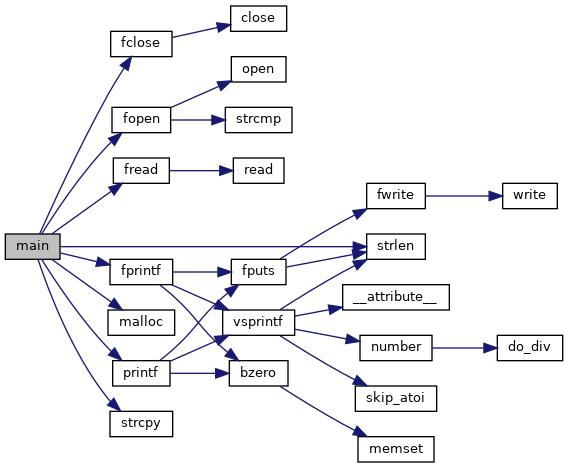 close
fclose
open
fopen
strcmp
fread
read
fwrite
write
main
strlen
fprintf
fputs
__attribute__
malloc
vsprintf
number
do_div
printf
bzero
skip_atoi
strcpy
memset